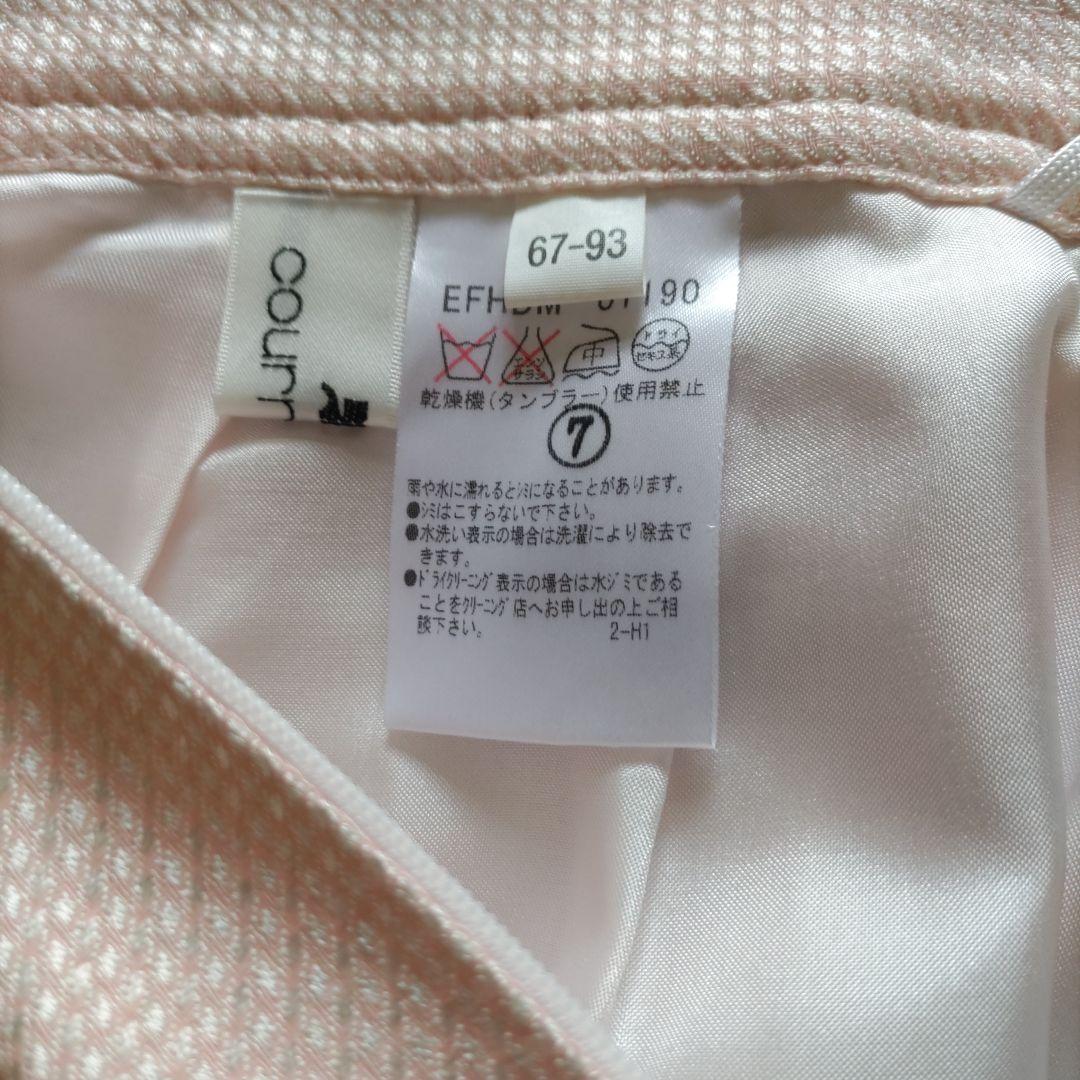 courr
67-93
EFH
190
中
ドライ
セキユ系
乾燥機(タンブラー)使用禁止
7
雨や水に濡れるとシミになることがあります。
●シミはこすらないで下さい。
●水洗い表示の場合は洗濯により除去で
きます。
●ドライクリーニング表示の場合は水ジミである
ことをクリーニング店へお申し出の上ご相
談下さい。
2-H1